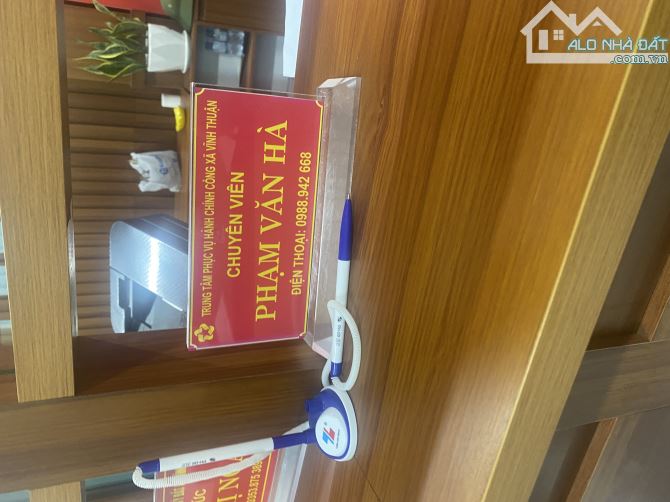 TRUNG TÂM PHỤC VỤ HÀNH CHÍNH CÔNG XÃ VĨNH THUẬN
CHUYÊN VIÊN
PHẠM VĂN HÀ
ĐIỆN THOẠI: 0988.942 668
ALO NHÀ ĐẤT
.com.vn